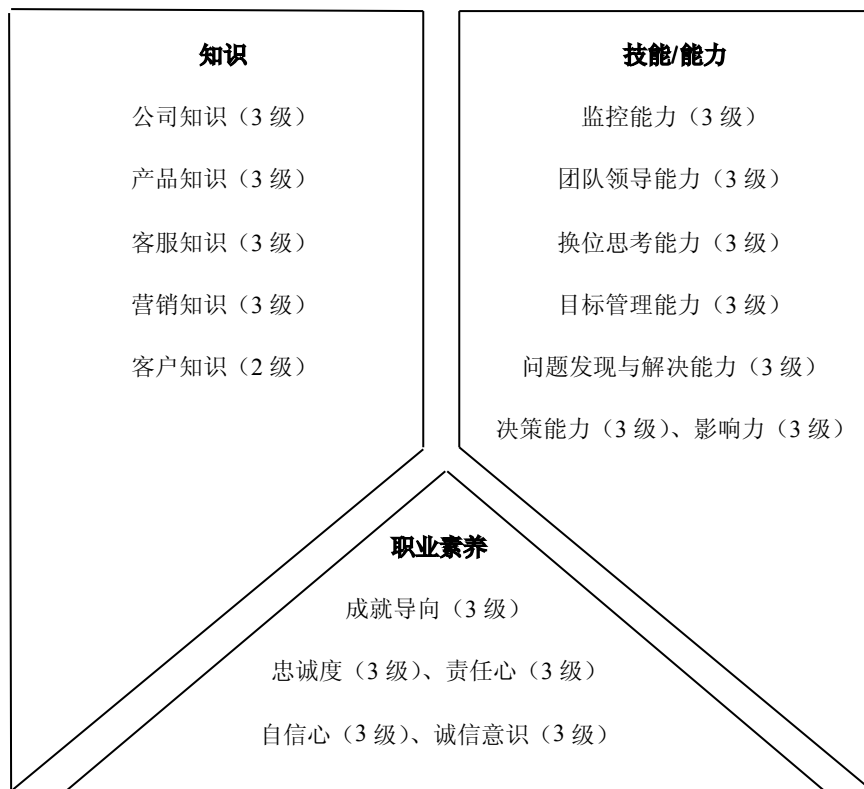 知识
公司知识（3 级）
产品知识（3 级）
客服知识（3 级）
营销知识（3 级）
客户知识（2 级）
技能/能力
监控能力（3 级）
团队领导能力（3 级）
换位思考能力（3 级）
目标管理能力（3 级）
问题发现与解决能力（3 级）
决策能力（3 级）、影响力（3 级）
职业素养
成就导向（3 级）
忠诚度（3 级）、责任心（3 级）
自信心（3 级）、诚信意识（3 级）